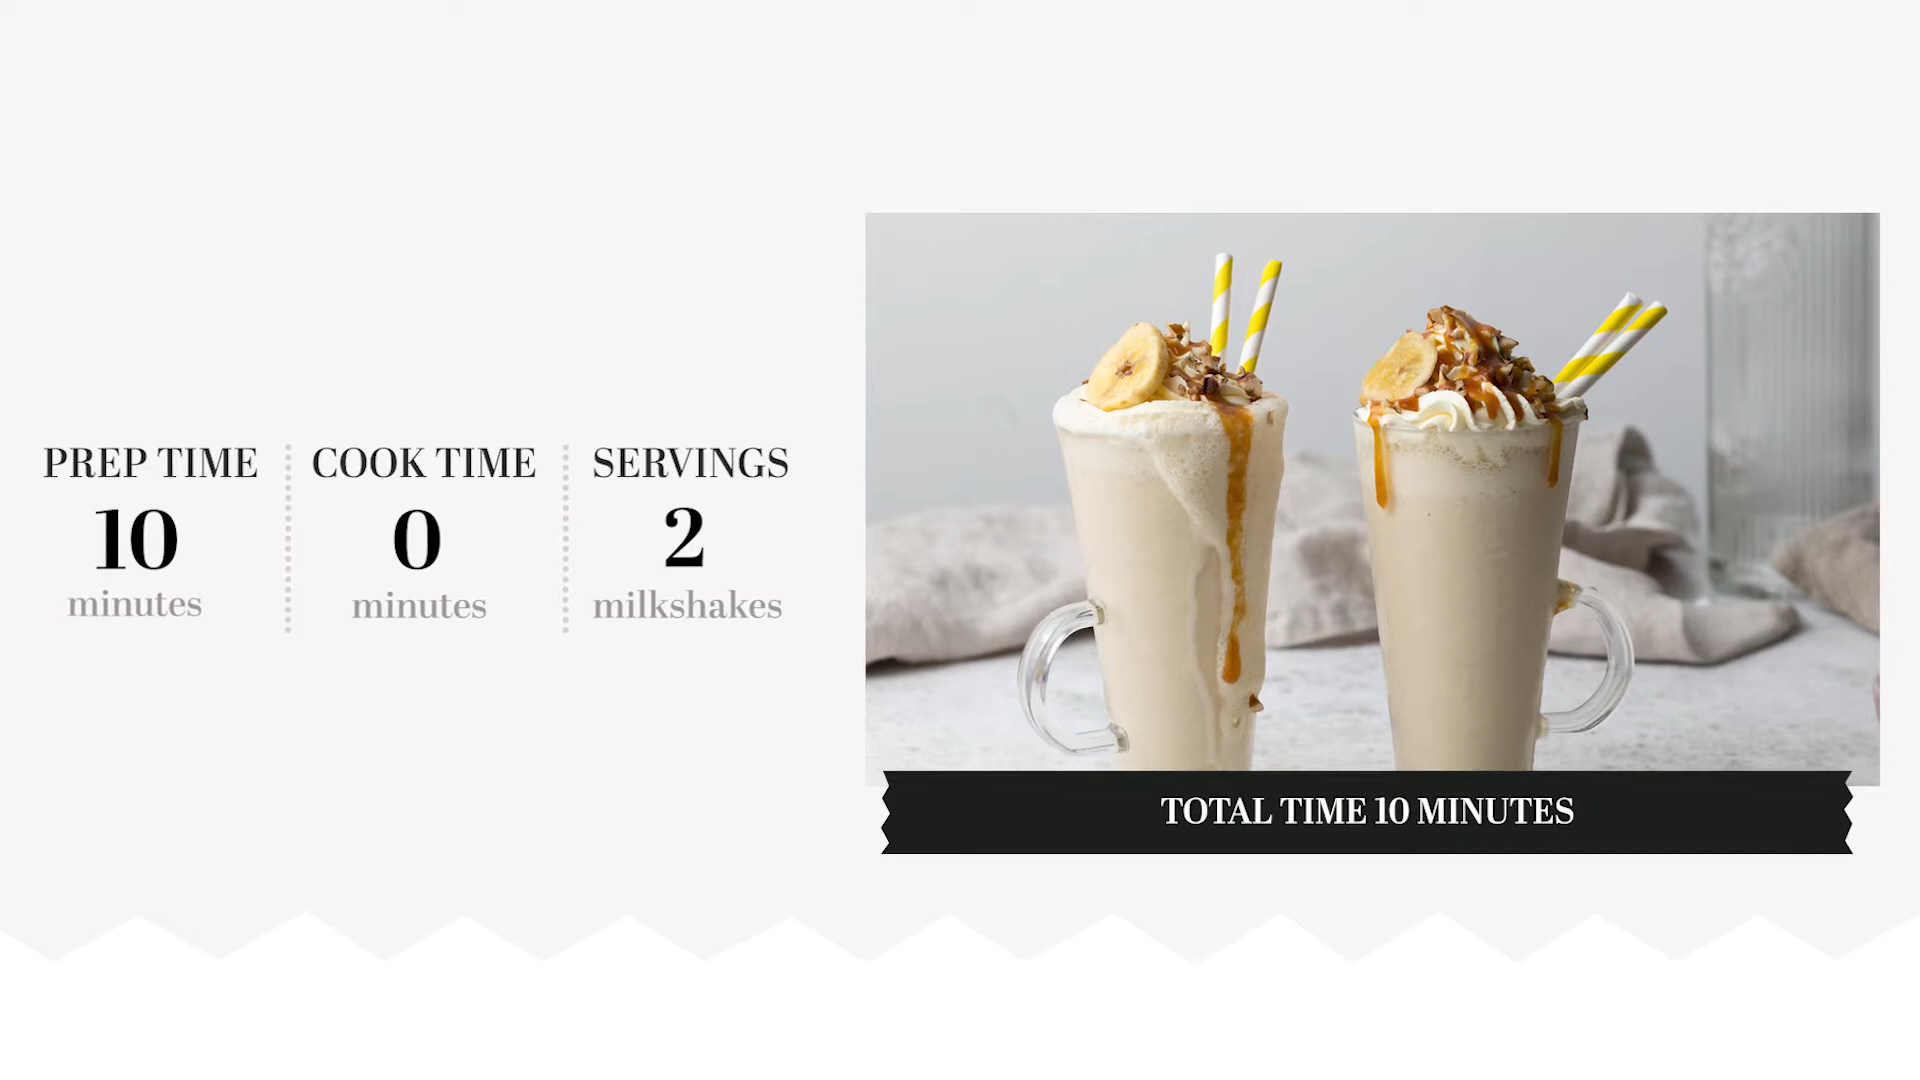 PREP TIME
10
minutes
COOK TIME
0
minutes
SERVINGS
2
milkshakes
TOTAL TIME 10 MINUTES